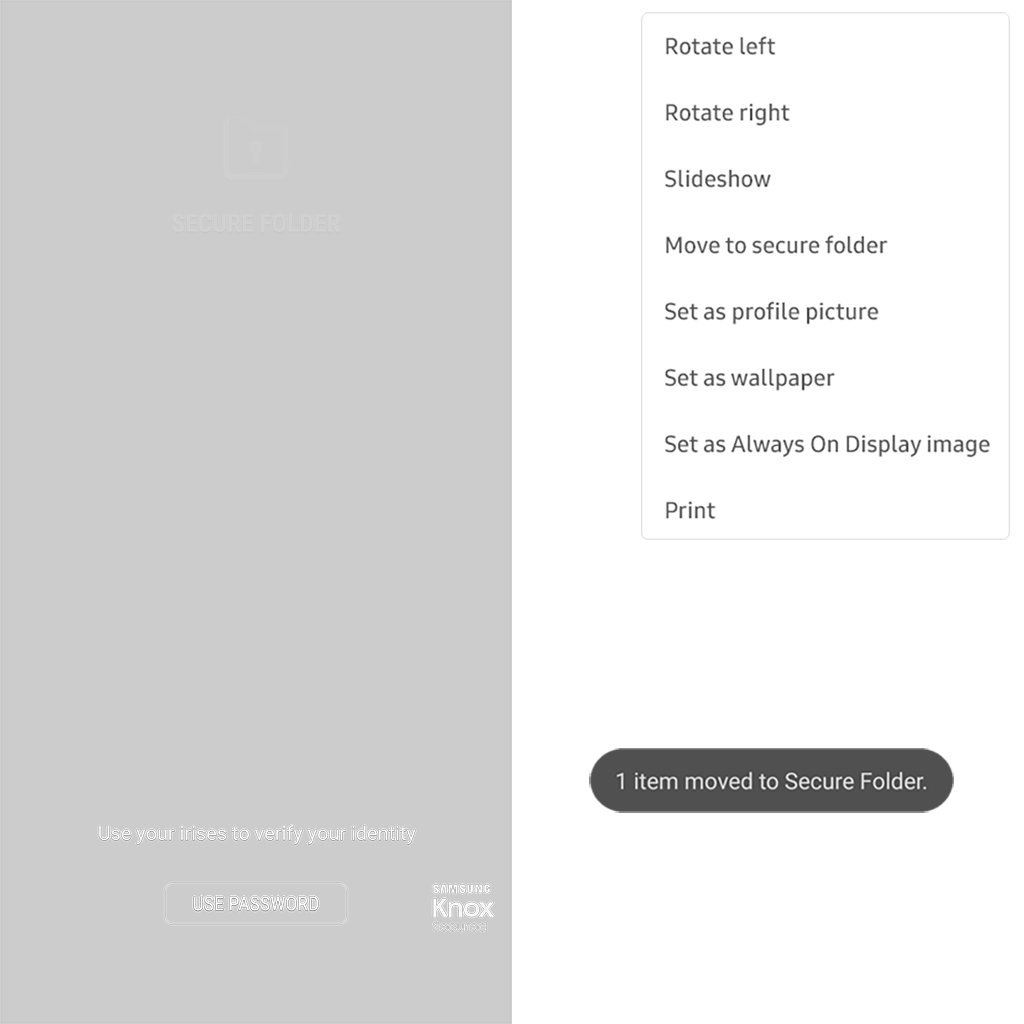 SECURE FOLDER
Use your irises to verify your identity
USE PASSWORD
SAMSUNG
Knox
Rotate left
Rotate right
Slideshow
Move to secure folder
Set as profile picture
Set as wallpaper
Set as Always On Display image
Print
1 item moved to Secure Folder.